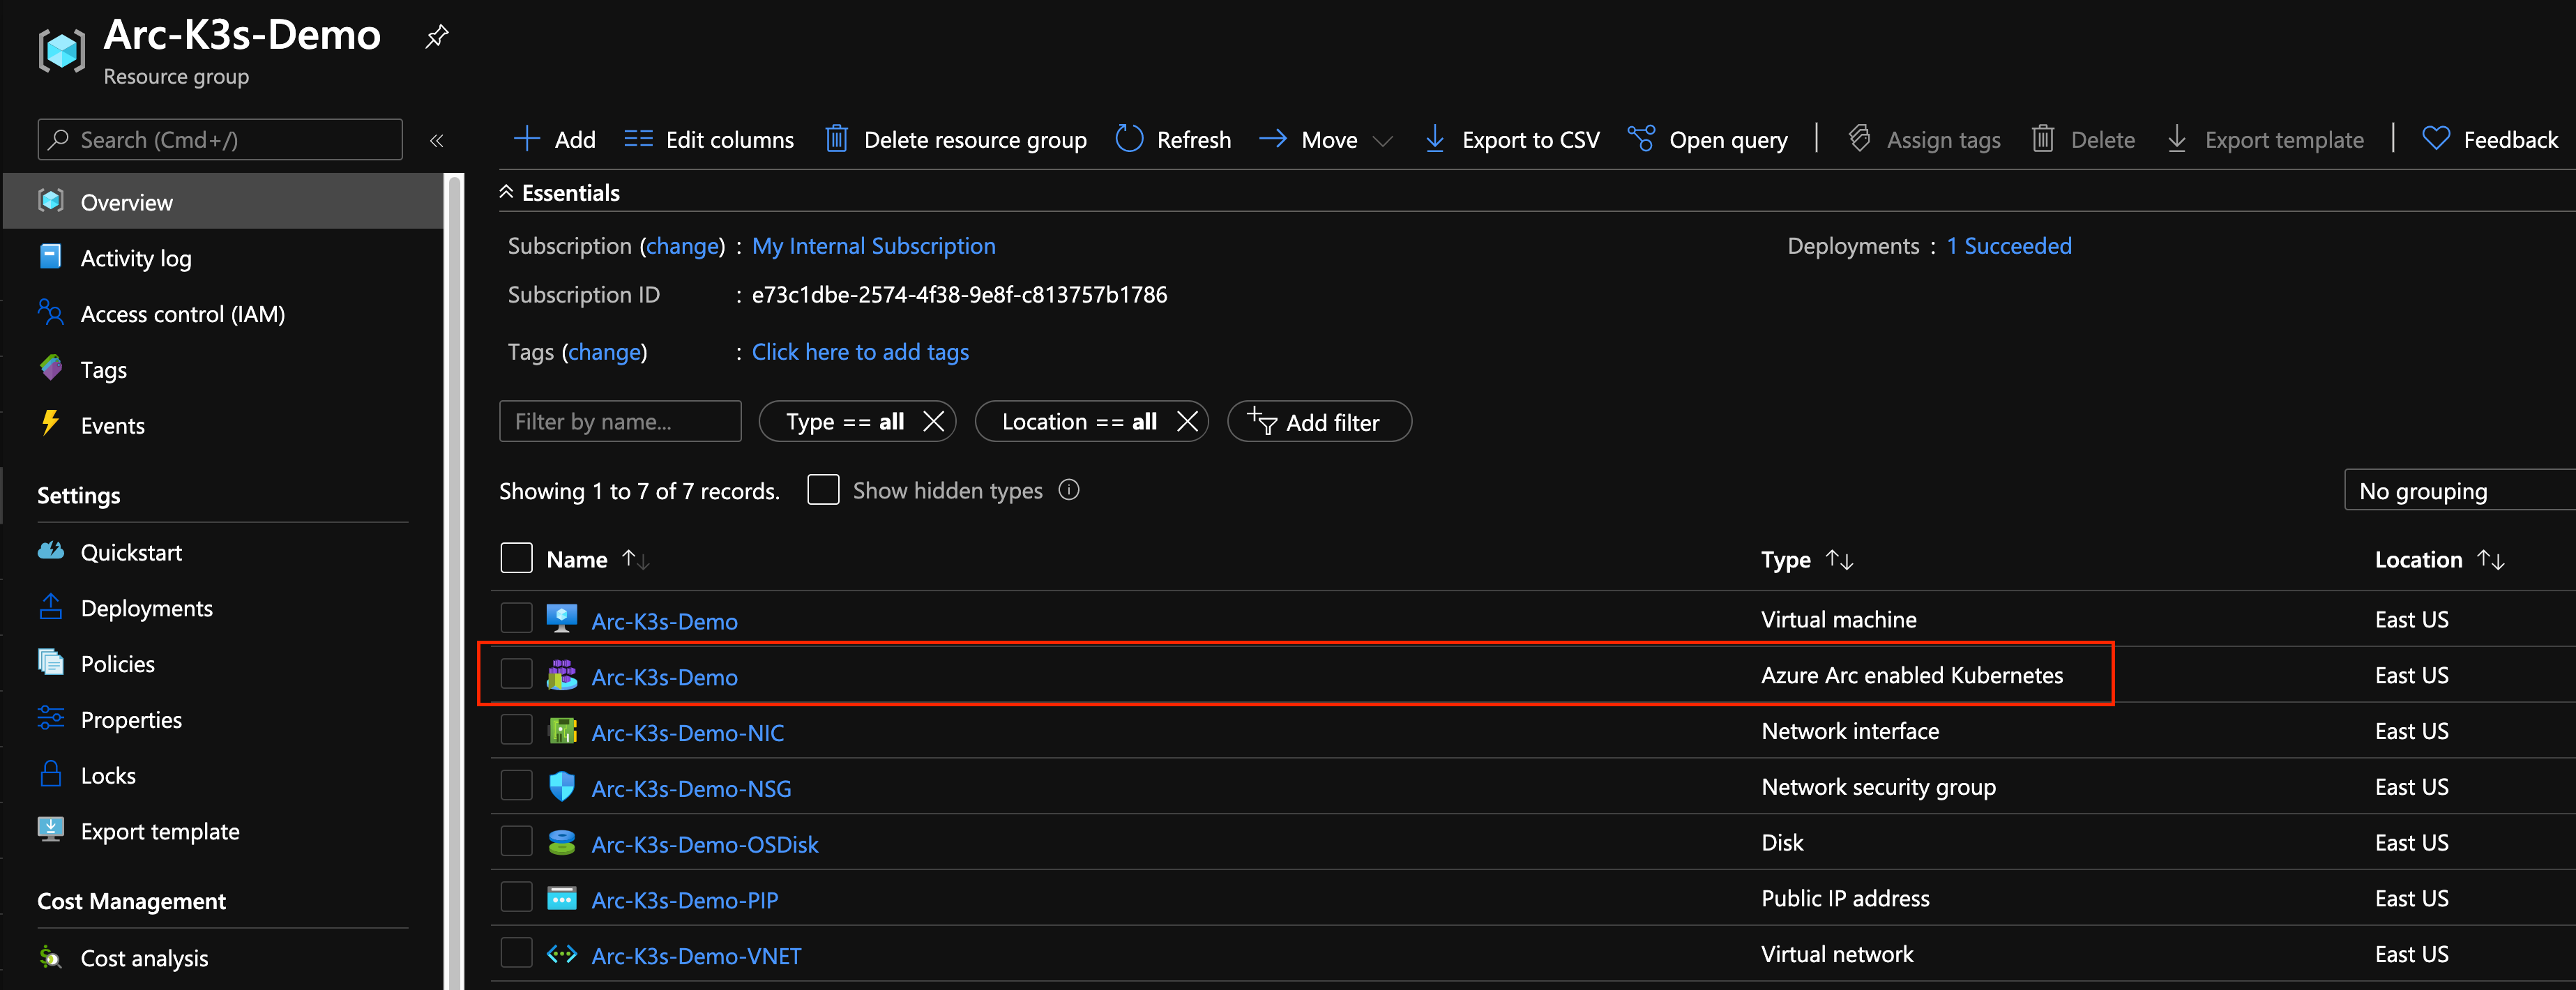 Arc-K3s-Demo
Resource group
Search (Cmd+/)
«
Add
Edit columns
Delete resource group
Refresh
Move
Export to CSV
Open query
Assign tags
Delete
Export template
Feedback
Overview
Activity log
Access control (IAM)
Tags
Events
Settings
Quickstart
Deployments
Policies
Properties
Locks
Export template
Cost Management
Cost analysis
Essentials
Subscription (change) : My Internal Subscription
Deployments : 1 Succeeded
Subscription ID : e73c1dbe-2574-4f38-9e8f-c813757b1786
Tags (change) : Click here to add tags
Filter by name...
Type == all
Location == all
Add filter
Showing 1 to 7 of 7 records.
Show hidden types
No grouping
Name Type Location
Arc-K3s-Demo Virtual machine East US
Arc-K3s-Demo Azure Arc enabled Kubernetes East US
Arc-K3s-Demo-NIC Network interface East US
Arc-K3s-Demo-NSG Network security group East US
Arc-K3s-Demo-OSDisk Disk East US
Arc-K3s-Demo-PIP Public IP address East US
Arc-K3s-Demo-VNET Virtual network East US